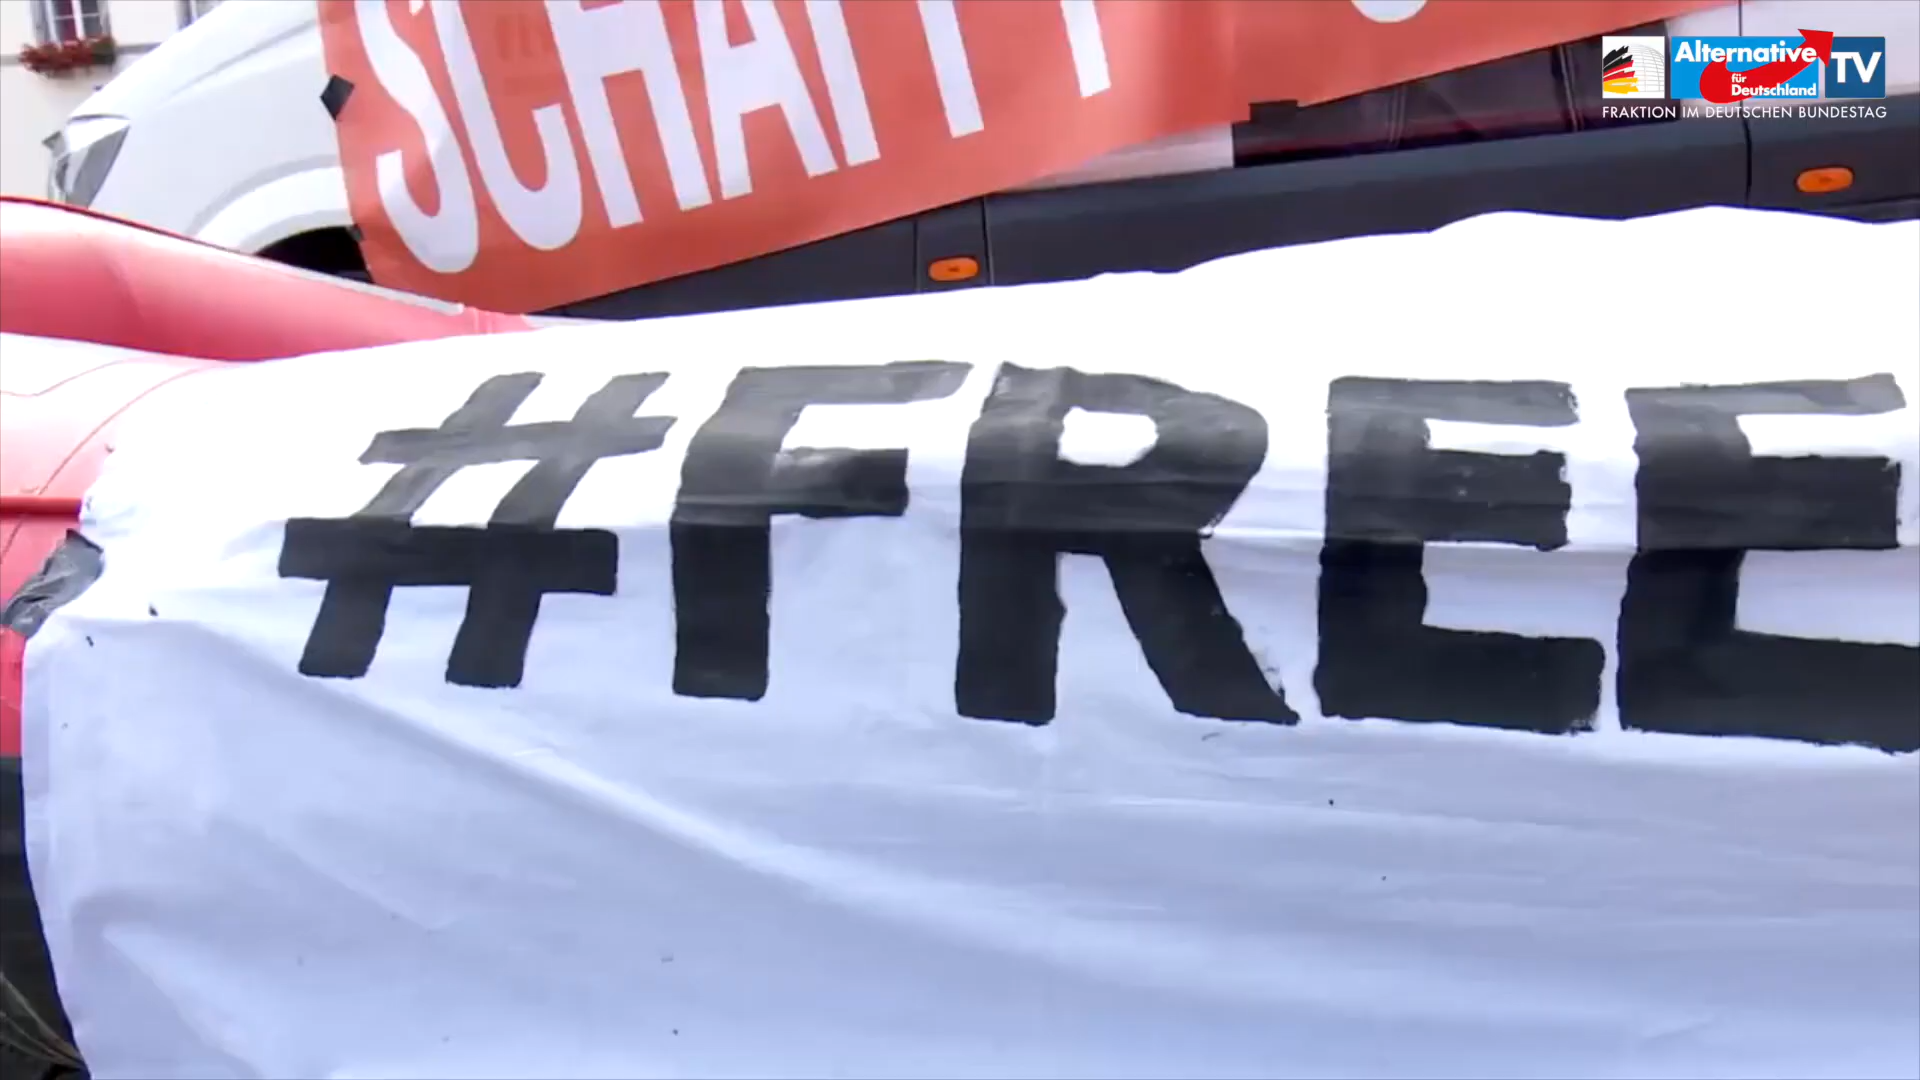 SCHAFFT
Alternative
für
Deutschland
TV
FRAKTION IM DEUTSCHEN BUNDESTAG
#FREE